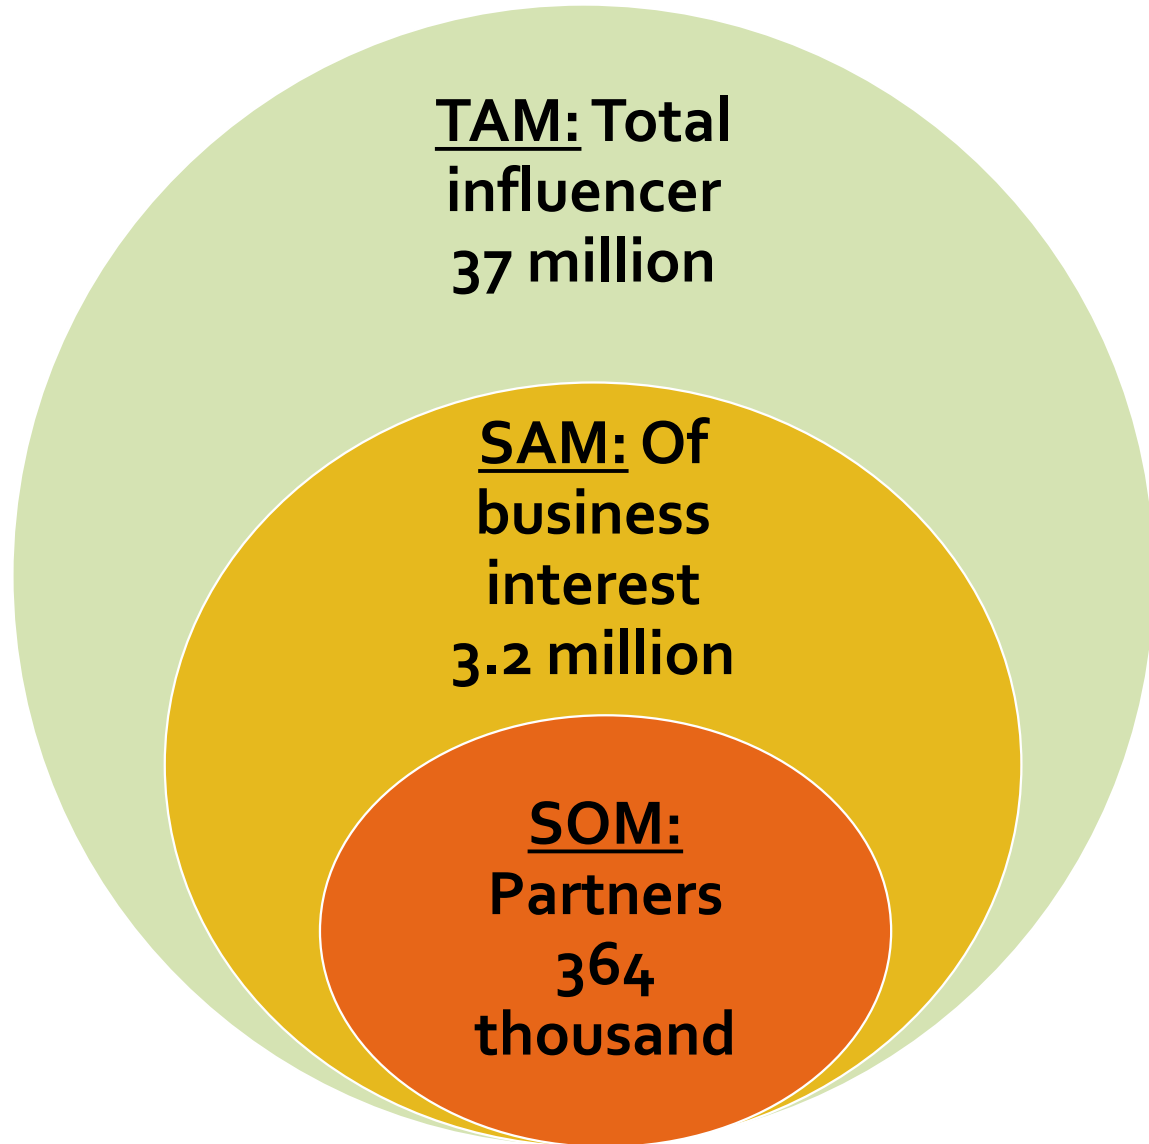 TAM: Total
influencer
37 million
SAM: Of
business
interest
3.2 million
SOM:
Partners
364
thousand